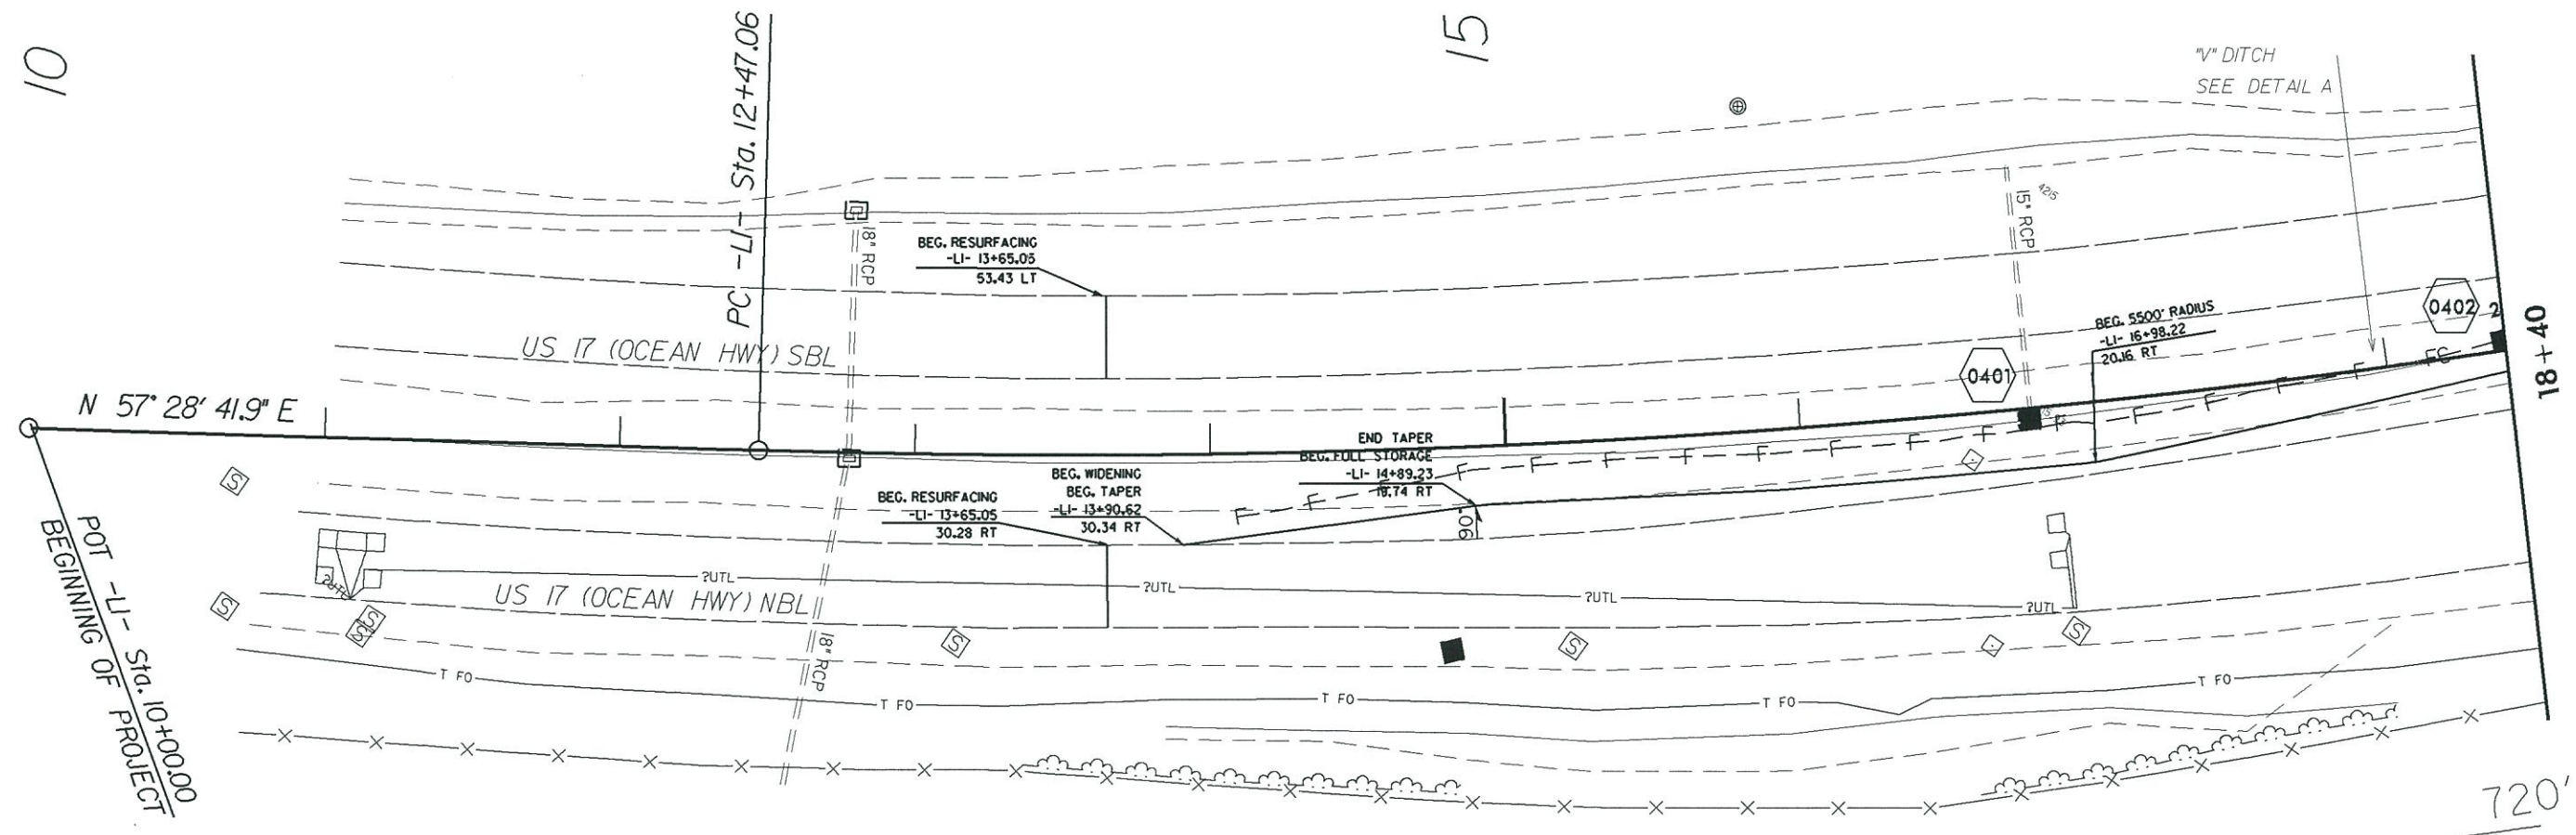 10
PC -L1- Sta. 12+47.06
15
"V" DITCH
SEE DETAIL A
18" RCP
BEG. RESURFACING
-L1- 13+65.05
53.43 LT
15" RCP
42/5
US 17 (OCEAN HWY) SBL
0402
2
18+40
BEG. 5500' RADIUS
-L1- 16+98.22
20.16 RT
0401
N 57° 28' 41.9" E
F F F F F F F F F F F F F F F FC
END TAPER
BEG. FULL STORAGE
-L1- 14+89.23
19.74 RT
BEG. WIDENING
BEG. TAPER
-L1- 13+90.62
30.34 RT
BEG. RESURFACING
-L1- 13+65.05
30.28 RT
90°
S
POT -L1- Sta. 10+00.00
BEGINNING OF PROJECT
?UTL
?UTL
?UTL
?UTL
?UTL
US 17 (OCEAN HWY) NBL
S
S
S
S
S
S
18" RCP
T FO
T FO
T FO
T FO
T FO
720'